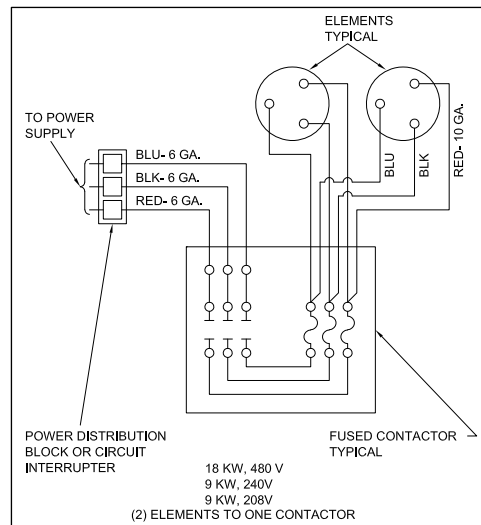 ELEMENTS
TYPICAL
TO POWER
SUPPLY
BLU- 6 GA.
BLK- 6 GA.
RED- 6 GA.
BLU
BLK
RED- 10 GA.
POWER DISTRIBUTION
BLOCK OR CIRCUIT
INTERRUPTER
FUSED CONTACTOR
TYPICAL
18 KW, 480 V
9 KW, 240V
9 KW, 208V
(2) ELEMENTS TO ONE CONTACTOR